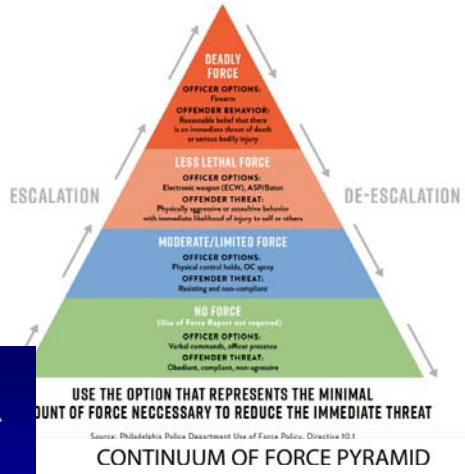 DEADLY
FORCE
OFFICER OPTIONS:
Firearm
OFFENDER BEHAVIOR:
Reasonable belief that there
is an immediate threat of death
or serious bodily injury
LESS LETHAL FORCE
OFFICER OPTIONS:
Electronic weapon (ECW), ASP/Baton
OFFENDER THREAT:
Physically aggressive or assaultive behavior
with immediate likelihood of injury to self or others
ESCALATION
DE-ESCALATION
MODERATE/LIMITED FORCE
OFFICER OPTIONS:
Physical control holds, OC spray
OFFENDER THREAT:
Resisting and non-compliant
NO FORCE
(Use of Force Report not required)
OFFICER OPTIONS:
Verbal commands, officer presence
OFFENDER THREAT:
Obediant, compliant, non-agressive
USE THE OPTION THAT REPRESENTS THE MINIMAL
OUNT OF FORCE NECCESSARY TO REDUCE THE IMMEDIATE THREAT
Source: Philadelphia Police Department Use of Force Policy, Directive 10.1
CONTINUUM OF FORCE PYRAMID